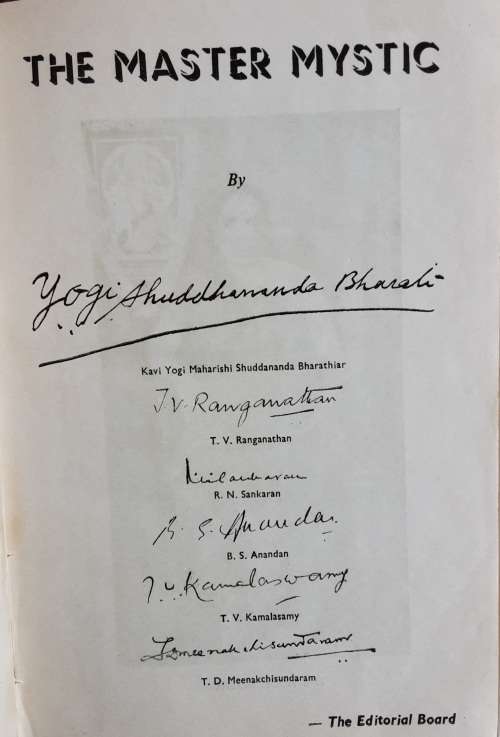 THE MASTER MYSTIC
By
Yogi Shuddhananda Bharati
Kavi Yogi Maharishi Shuddananda Bharathiar
T. V. Ranganathan
T. V. Ranganathan
R. N. Sankaran
B. S. Anandan
B. S. Anandan
T. V. Kamalaswamy
T. V. Kamalasamy
T. D. Meenakchisundaram
T. D. Meenakchisundaram
— The Editorial Board